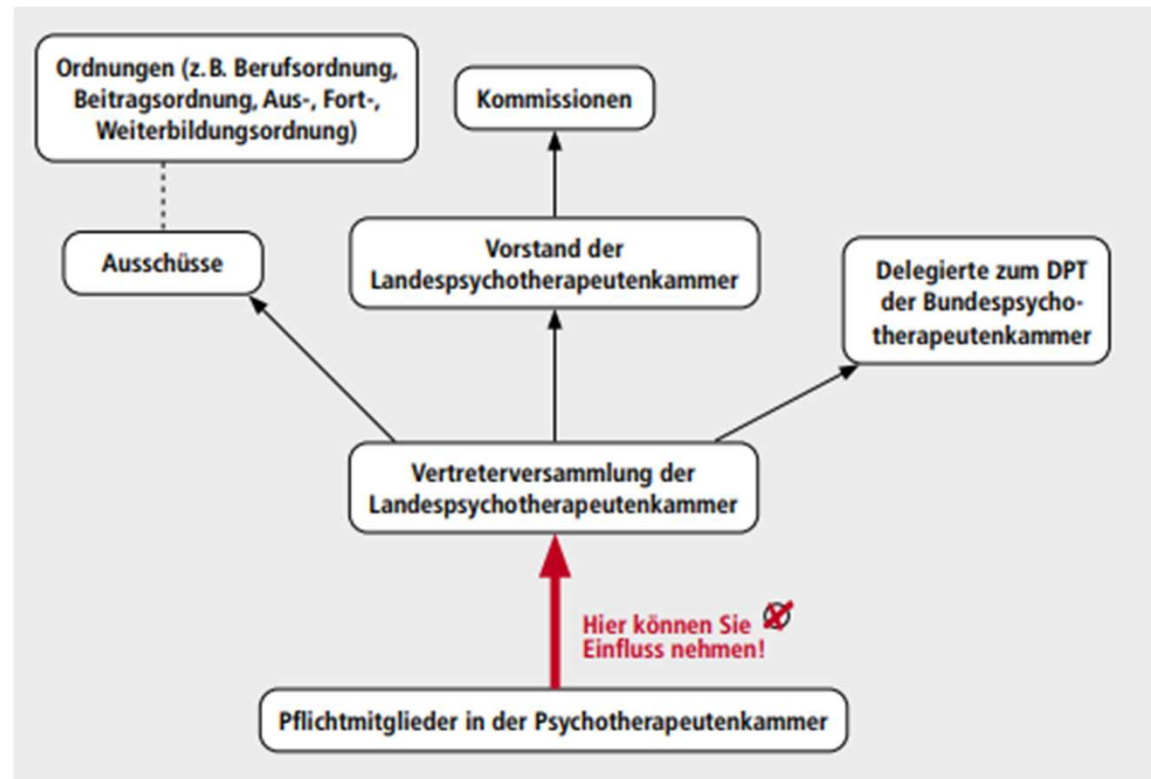 Ordnungen (z. B. Berufsordnung,
Beitragsordnung, Aus-, Fort-,
Weiterbildungsordnung)
Kommissionen
Ausschüsse
Vorstand der
Landespsychotherapeutenkammer
Delegierte zum DPT
der Bundespsycho-
therapeutenkammer
Vertreterversammlung der
Landespsychotherapeutenkammer
Hier können Sie
Einfluss nehmen!
Pflichtmitglieder in der Psychotherapeutenkammer